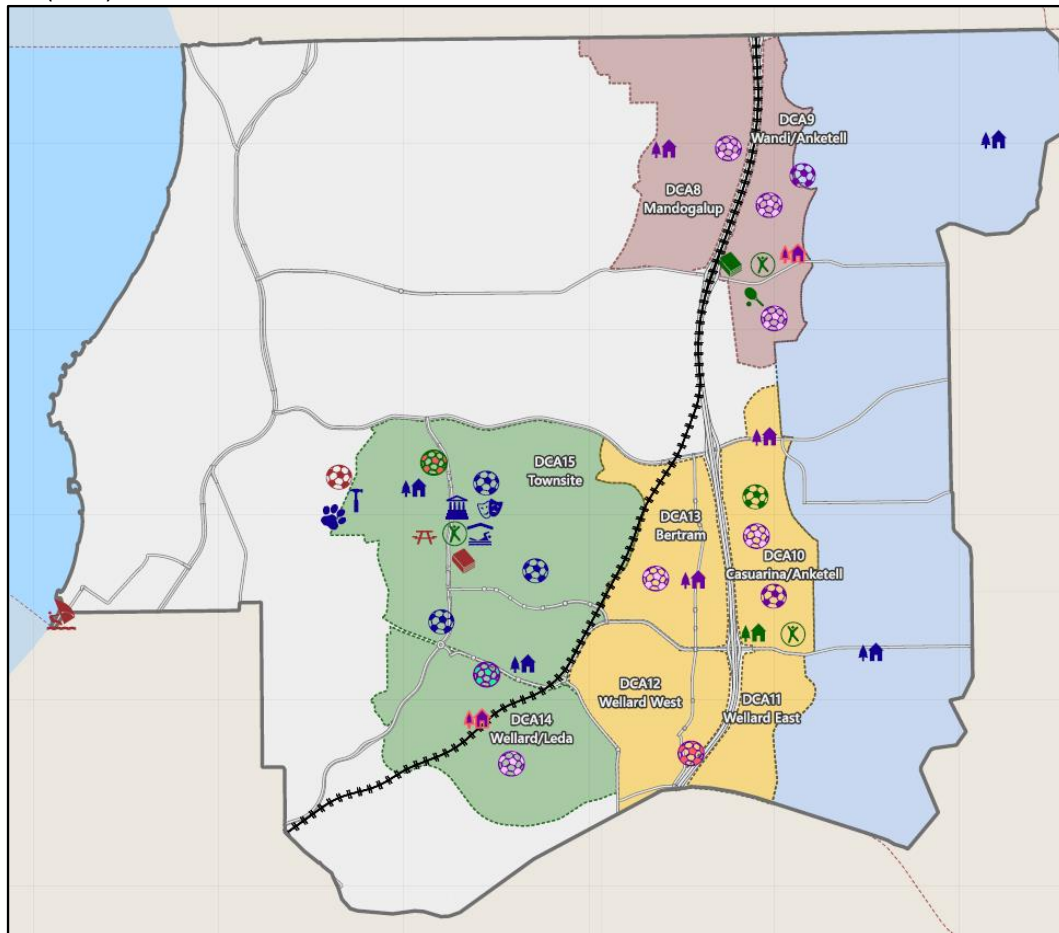 DCA9
Wandi/Anketell
DCA8
Mandogalup
DCA15
Townsite
DCA13
Bertram
DCA10
Casuarina/Anketell
DCA12
Wellard West
DCA11
Wellard East
DCA14
Wellard/Leda